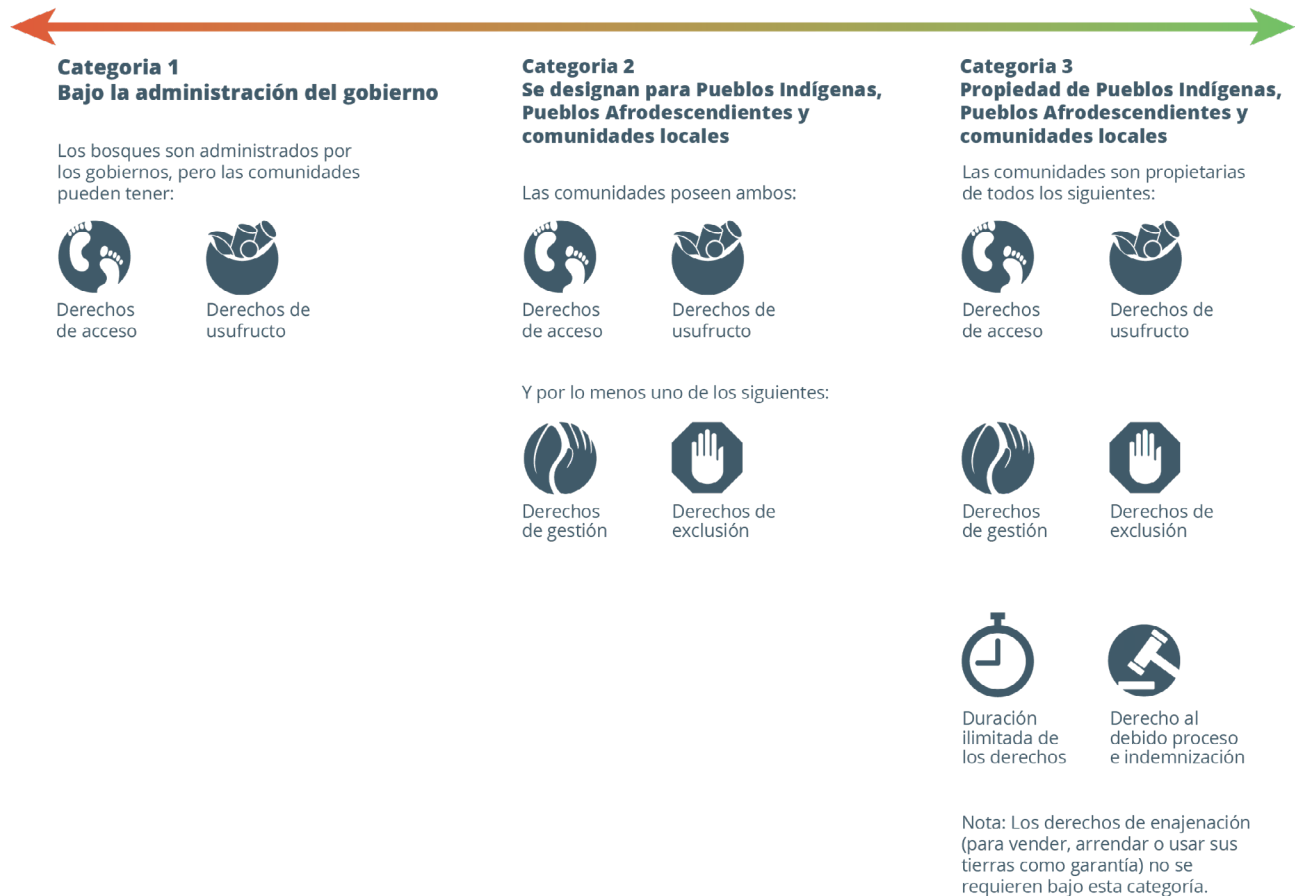 Categoria 1
Bajo la administración del gobierno
Los bosques son administrados por
los gobiernos, pero las comunidades
pueden tener:
Derechos
de acceso
Derechos de
usufructo
Categoria 2
Se designan para Pueblos Indígenas,
Pueblos Afrodescendientes y
comunidades locales
Las comunidades poseen ambos:
Derechos
de acceso
Derechos de
usufructo
Y por lo menos uno de los siguientes:
Derechos
de gestión
Derechos de
exclusión
Categoria 3
Propiedad de Pueblos Indígenas,
Pueblos Afrodescendientes y
comunidades locales
Las comunidades son propietarias
de todos los siguientes:
Derechos
de acceso
Derechos de
usufructo
Derechos
de gestión
Derechos de
exclusión
Duración
ilimitada de
los derechos
Derecho al
debido proceso
e indemnización
Nota: Los derechos de enajenación
(para vender, arrendar o usar sus
tierras como garantía) no se
requieren bajo esta categoría.